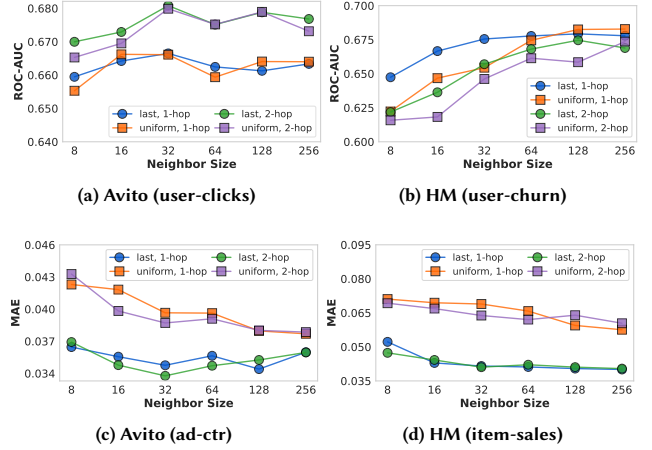 0.680
0.670
0.660
0.650
0.640
ROC-AUC
last, 1-hop
uniform, 1-hop
last, 2-hop
uniform, 2-hop
8 16 32 64 128 256
Neighbor Size
(a) Avito (user-clicks)
0.700
0.675
0.650
0.625
0.600
ROC-AUC
last, 1-hop
uniform, 1-hop
last, 2-hop
uniform, 2-hop
8 16 32 64 128 256
Neighbor Size
(b) HM (user-churn)
0.046
0.043
0.040
0.037
0.034
MAE
last, 1-hop
uniform, 1-hop
last, 2-hop
uniform, 2-hop
8 16 32 64 128 256
Neighbor Size
(c) Avito (ad-ctr)
0.095
0.080
0.065
0.050
0.035
MAE
last, 1-hop
uniform, 1-hop
last, 2-hop
uniform, 2-hop
8 16 32 64 128 256
Neighbor Size
(d) HM (item-sales)